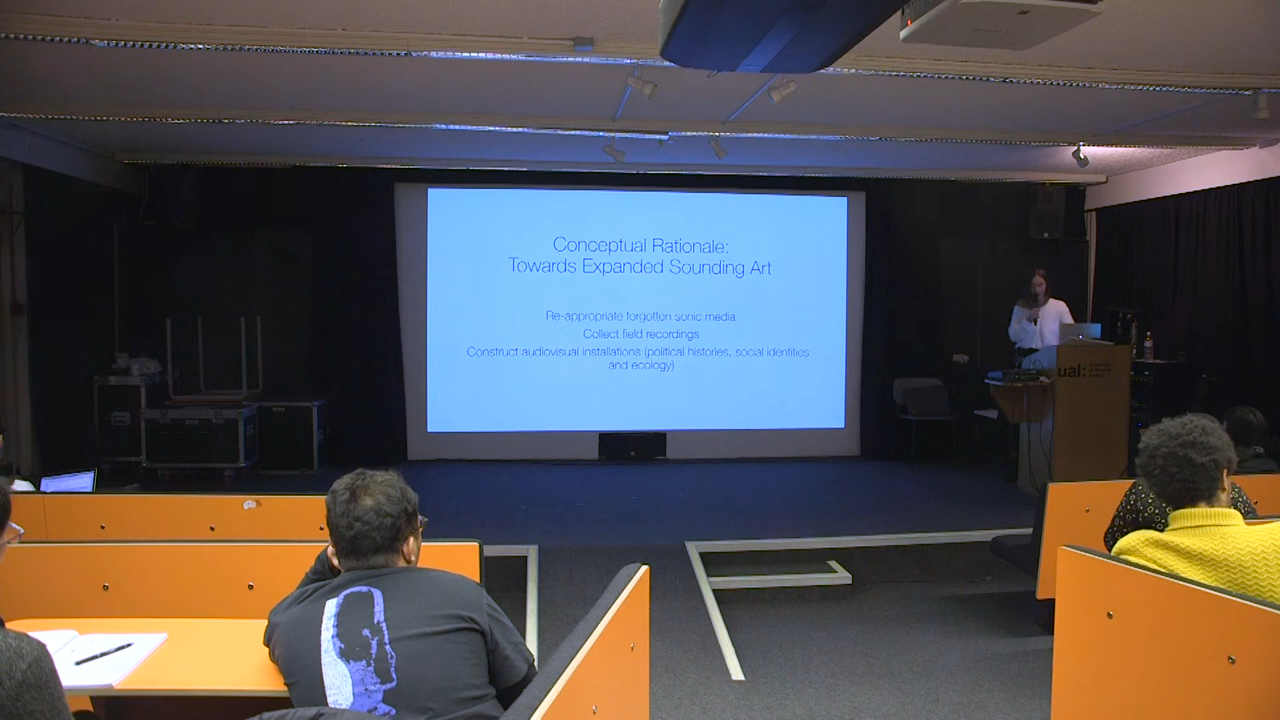 Conceptual Rationale:
Towards Expanded Sounding Art
Re-appropriate forgotten sonic media
Collect field recordings
Construct audiovisual installations (political histories, social identities
and ecology)
ual: